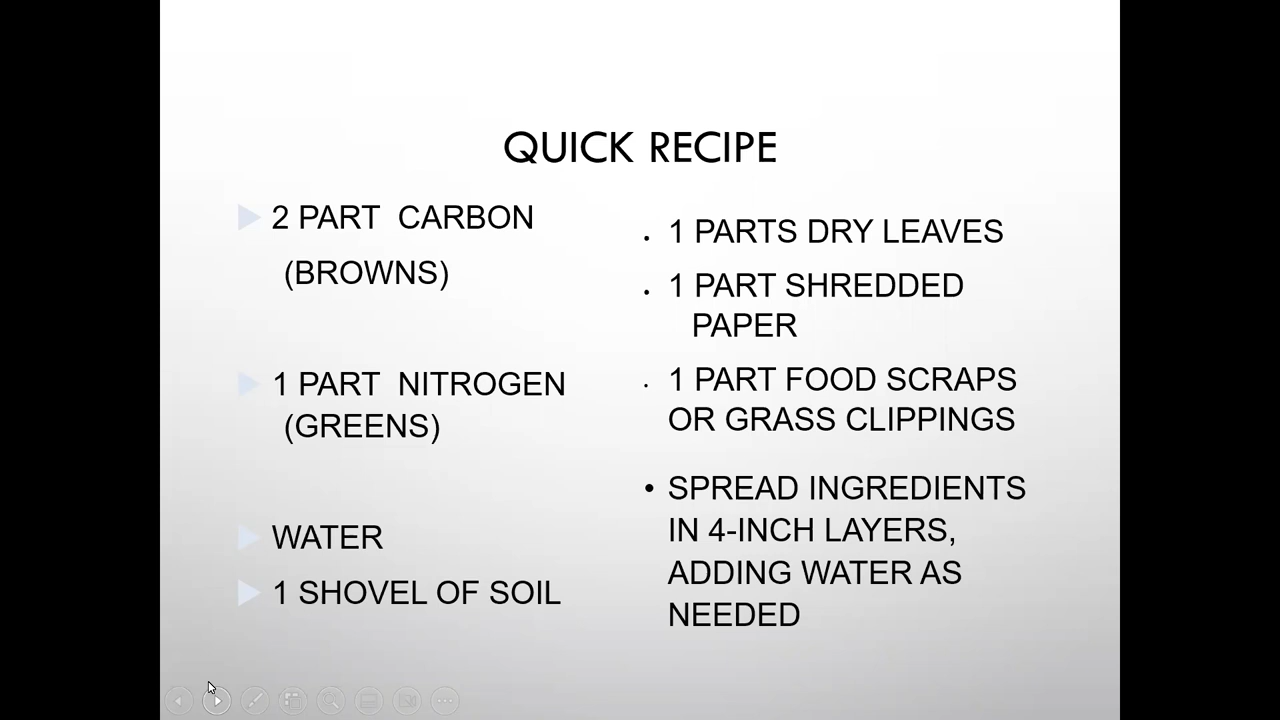 QUICK RECIPE
2 PART CARBON
(BROWNS)
1 PART NITROGEN
(GREENS)
WATER
1 SHOVEL OF SOIL
. 1 PARTS DRY LEAVES
. 1 PART SHREDDED
PAPER
. 1 PART FOOD SCRAPS
OR GRASS CLIPPINGS
• SPREAD INGREDIENTS
IN 4-INCH LAYERS,
ADDING WATER AS
NEEDED